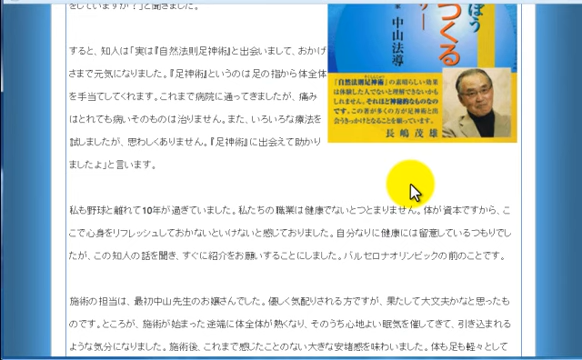 をしていますか？」と聞きました。
ぼう
つくる
リー
家 中山法導
すると、知人は「実は『自然法則足神術』と出会いまして、おかげ
さまで元気になりました。『足神術』というのは足の指から体全体
を手当てしてくれます。これまで病院に通ってきましたが、痛み
はとれても病いそのものは治りません。また、いろいろな療法を
試しましたが、思わしくありません。『足神術』に出会えて助かり
ましたよ」と言います。
「自然法則足神術」の素晴らしい効果
は体験した人でないと理解できないかも
しれません。それほど神秘的なものなの
です。この著が多くの方が足神術と出
会うきっかけとなることを願っています。
長嶋茂雄
私も野球と離れて10年が過ぎていました。私たちの職業は健康でないとつとまりません。体が資本ですから、こ
こで心身をリフレッシュしておかないといけないと感じておりました。自分なりに健康には留意しているつもりでし
たが、この知人の話を聞き、すぐに紹介をお願いすることにしました。バルセロナオリンピックの前のことです。
施術の担当は、最初中山先生のお嬢さんでした。優しく気配りされる方ですが、果たして大丈夫かなと思ったも
のです。ところが、施術が始まった途端に体全体が熱くなり、そのうち心地よい眠気を催してきて、引き込まれる
ような気分になりました。施術後、これまで感じたことのない大きな安堵感を味わいました。体も足も軽々として